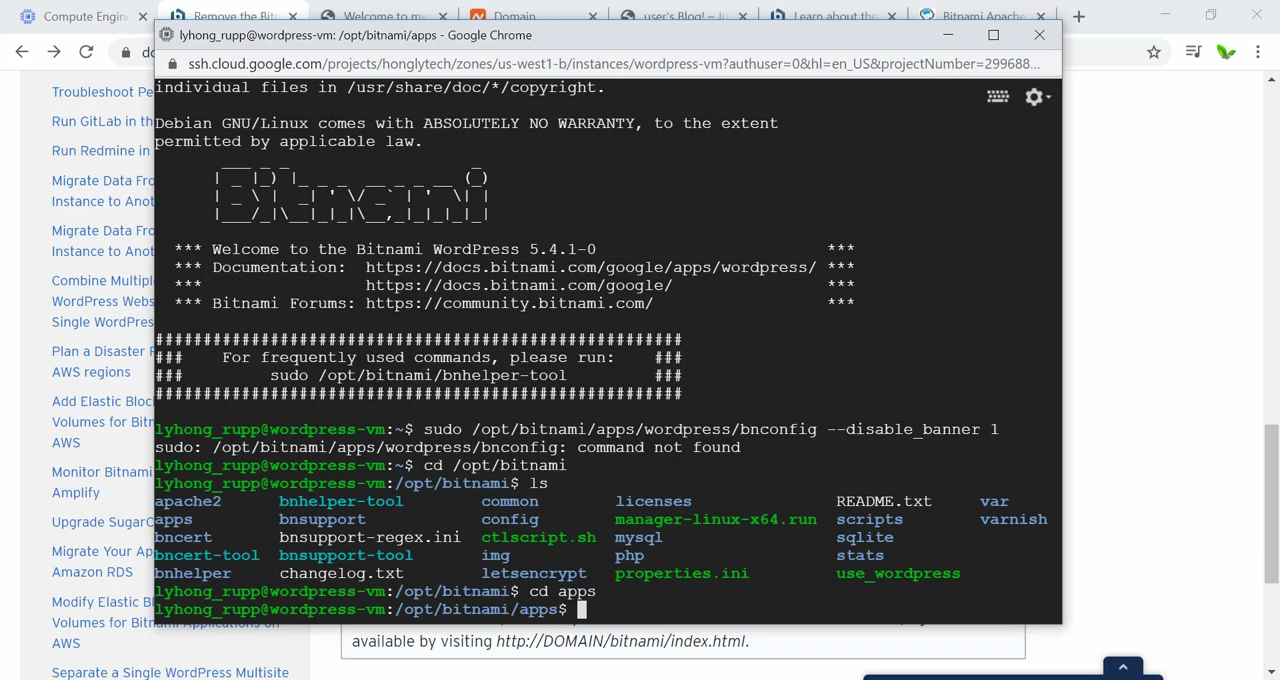 Compute Engin
Remove the Bit
Welcome to my
Domain
user's Blog! – Ju
Learn about the
Bitnami Apache
lyhong_rupp@wordpress-vm: /opt/bitnami/apps - Google Chrome
ssh.cloud.google.com/projects/honglytech/zones/us-west1-b/instances/wordpress-vm?authuser=0&hl=en_US&projectNumber=299688...
Troubleshoot Pe
Run GitLab in th
Run Redmine in
Migrate Data Fro
Instance to Anot
Migrate Data Fro
Instance to Anot
Combine Multiple
WordPress Webs
Single WordPres
Plan a Disaster R
AWS regions
Add Elastic Bloc
Volumes for Bitn
AWS
Monitor Bitnami
Amplify
Upgrade SugarC
Migrate Your Ap
Amazon RDS
Modify Elastic B
Volumes for Bitnami Applications on
AWS
Separate a Single WordPress Multisite
individual files in /usr/share/doc/*/copyright.
Debian GNU/Linux comes with ABSOLUTELY NO WARRANTY, to the extent
permitted by applicable law.
Bitnami
*** Welcome to the Bitnami WordPress 5.4.1-0 ***
*** Documentation: https://docs.bitnami.com/google/apps/wordpress/ ***
*** https://docs.bitnami.com/google/ ***
*** Bitnami Forums: https://community.bitnami.com/ ***
#######################################################
### For frequently used commands, please run: ###
### sudo /opt/bitnami/bnhelper-tool ###
#######################################################
lyhong_rupp@wordpress-vm:~$ sudo /opt/bitnami/apps/wordpress/bnconfig --disable_banner 1
sudo: /opt/bitnami/apps/wordpress/bnconfig: command not found
lyhong_rupp@wordpress-vm:~$ cd /opt/bitnami
lyhong_rupp@wordpress-vm:/opt/bitnami$ ls
apache2 bnhelper-tool common licenses README.txt var
apps bnsupport config manager-linux-x64.run scripts varnish
bncert bnsupport-regex.ini ctlscript.sh mysql sqlite
bncert-tool bnsupport-tool img php stats
bnhelper changelog.txt letsencrypt properties.ini use_wordpress
lyhong_rupp@wordpress-vm:/opt/bitnami$ cd apps
lyhong_rupp@wordpress-vm:/opt/bitnami/apps$
available by visiting http://DOMAIN/bitnami/index.html.